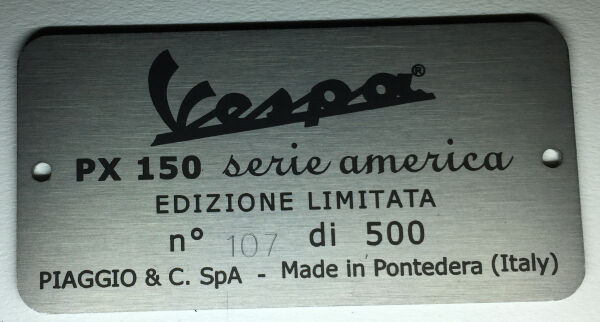 Vespa®
PX 150 serie america
EDIZIONE LIMITATA
n° 107 di 500
PIAGGIO & C. SpA - Made in Pontedera (Italy)